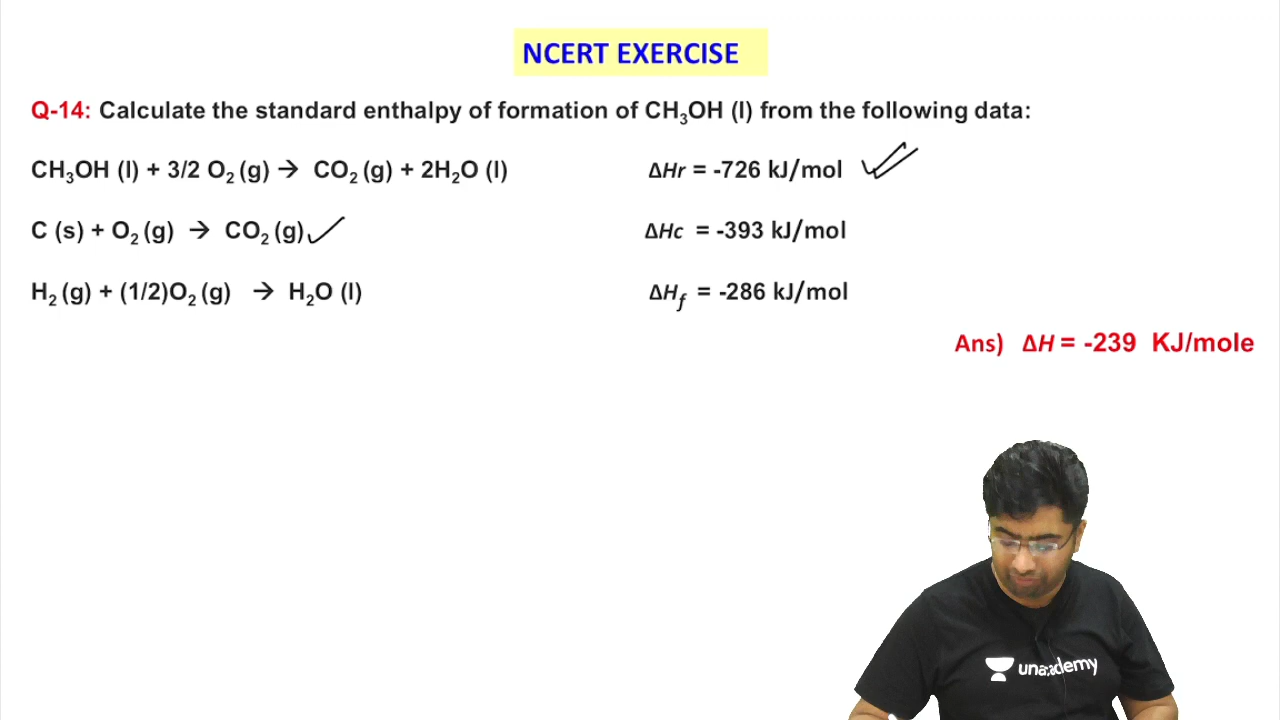 NCERT EXERCISE
Q-14: Calculate the standard enthalpy of formation of CH₃OH (l) from the following data:
CH₃OH (l) + 3/2 O₂ (g) → CO₂ (g) + 2H₂O (l) ΔHr = -726 kJ/mol
C (s) + O₂ (g) → CO₂ (g) ΔHc = -393 kJ/mol
H₂ (g) + (1/2)O₂ (g) → H₂O (l) ΔH𝑓 = -286 kJ/mol
Ans) ΔH = -239 KJ/mole
unacademy